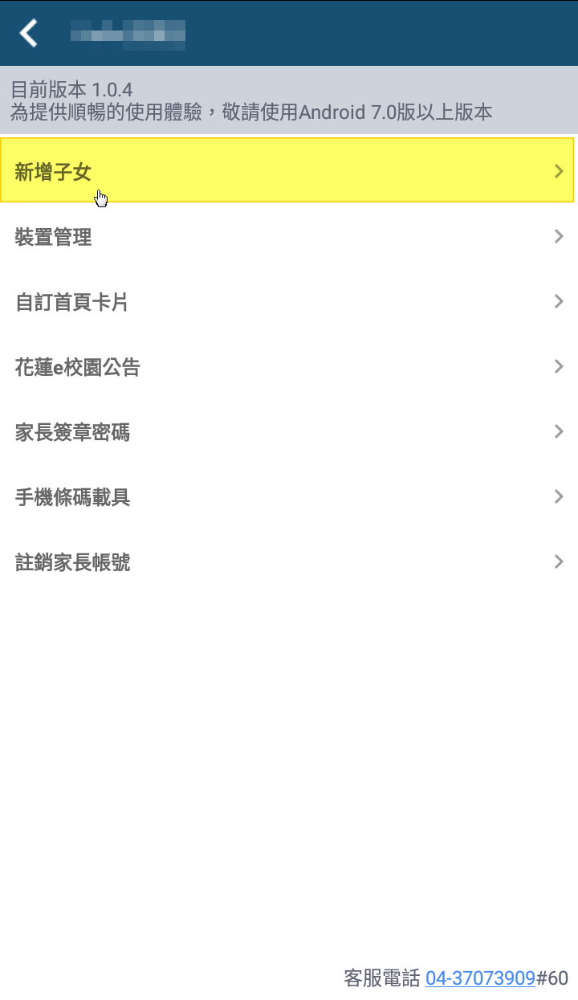 目前版本 1.0.4
為提供順暢的使用體驗，敬請使用Android 7.0版以上版本
新增子女
裝置管理
自訂首頁卡片
花蓮e校園公告
家長簽章密碼
手機條碼載具
註銷家長帳號
客服電話 04-37073909#60